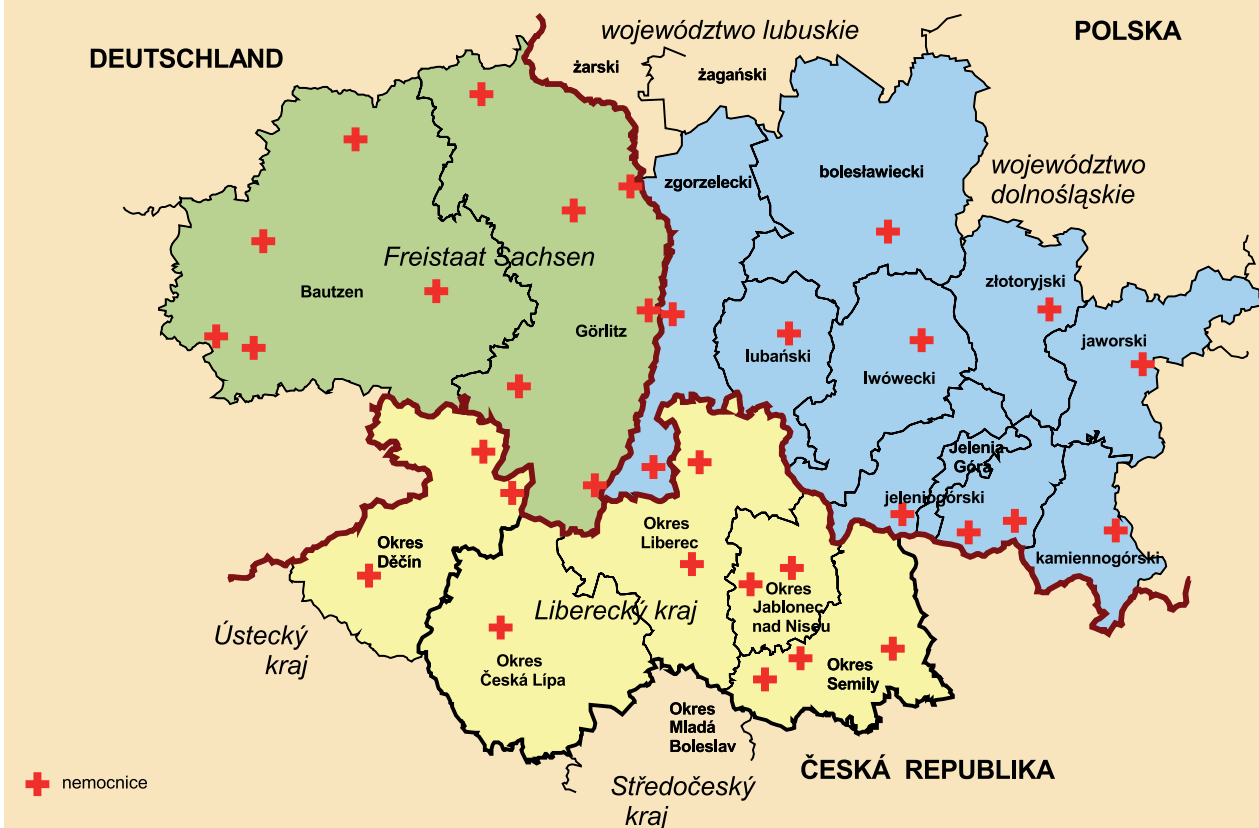 województwo lubuskie
POLSKA
DEUTSCHLAND
żarski
żagański
zgorzelecki
bolesławiecki
województwo
dolnośląskie
Freistaat Sachsen
Bautzen
Görlitz
złotoryjski
jaworski
lubański
lwówecki
Jelenia
Góra
jeleniogórski
kamiennogórski
Okres
Děčín
Okres
Liberec
Okres
Jablonec
nad Nisou
Liberecký kraj
Ústecký
kraj
Okres
Česká Lípa
Okres
Semily
Okres
Mladá
Boleslav
ČESKÁ REPUBLIKA
Středočeský
kraj
nemocnice